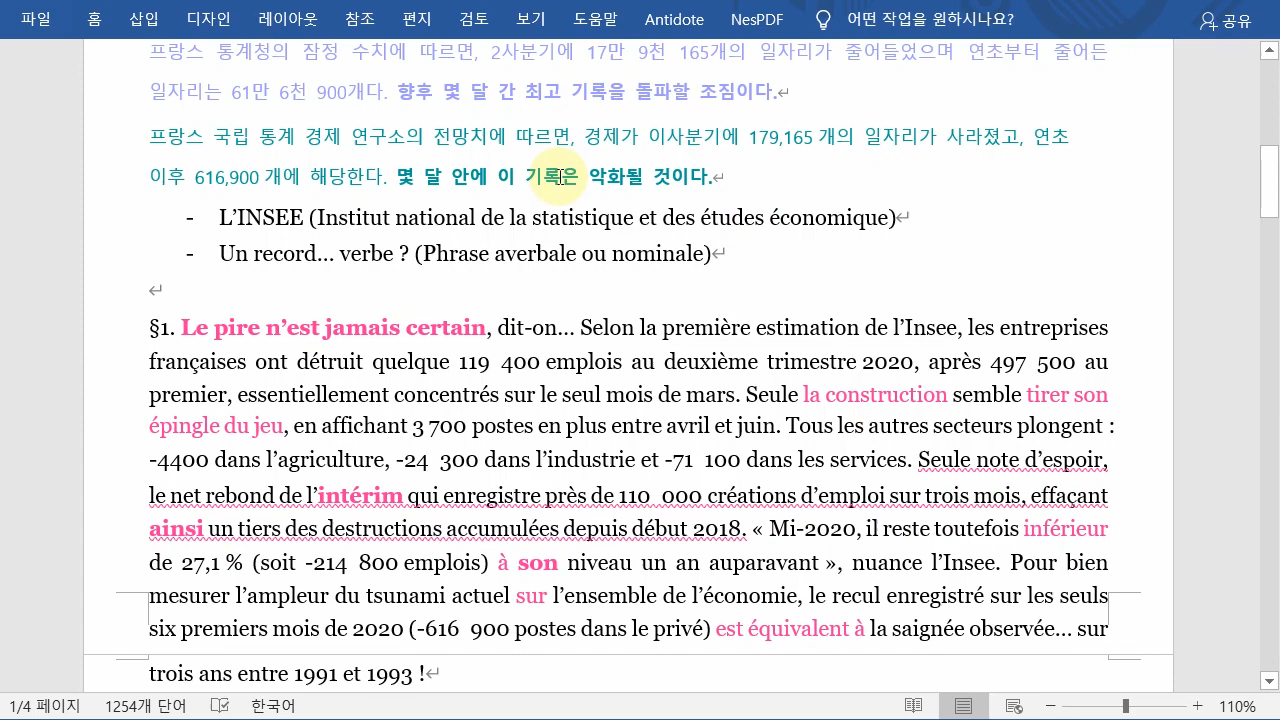 파일 홈 삽입 디자인 레이아웃 참조 편지 검토 보기 도움말 Antidote NesPDF 어떤 작업을 원하시나요? 공유
프랑스 통계청의 잠정 수치에 따르면, 2사분기에 17만 9천 165개의 일자리가 줄어들었으며 연초부터 줄어든
일자리는 61만 6천 900개다. 향후 몇 달 간 최고 기록을 돌파할 조짐이다.
프랑스 국립 통계 경제 연구소의 전망치에 따르면, 경제가 이사분기에 179,165 개의 일자리가 사라졌고, 연초
이후 616,900 개에 해당한다. 몇 달 안에 이 기록은 악화될 것이다.
- L’INSEE (Institut national de la statistique et des études économique)
- Un record... verbe ? (Phrase averbale ou nominale)
§1. Le pire n’est jamais certain, dit-on... Selon la première estimation de l’Insee, les entreprises
françaises ont détruit quelque 119 400 emplois au deuxième trimestre 2020, après 497 500 au
premier, essentiellement concentrés sur le seul mois de mars. Seule la construction semble tirer son
épingle du jeu, en affichant 3 700 postes en plus entre avril et juin. Tous les autres secteurs plongent :
-4400 dans l’agriculture, -24 300 dans l’industrie et -71 100 dans les services. Seule note d’espoir,
le net rebond de l’intérim qui enregistre près de 110 000 créations d’emploi sur trois mois, effaçant
ainsi un tiers des destructions accumulées depuis début 2018. « Mi-2020, il reste toutefois inférieur
de 27,1 % (soit -214 800 emplois) à son niveau un an auparavant », nuance l’Insee. Pour bien
mesurer l’ampleur du tsunami actuel sur l’ensemble de l’économie, le recul enregistré sur les seuls
six premiers mois de 2020 (-616 900 postes dans le privé) est équivalent à la saignée observée... sur
trois ans entre 1991 et 1993 !
1/4 페이지 1254개 단어 한국어 110%